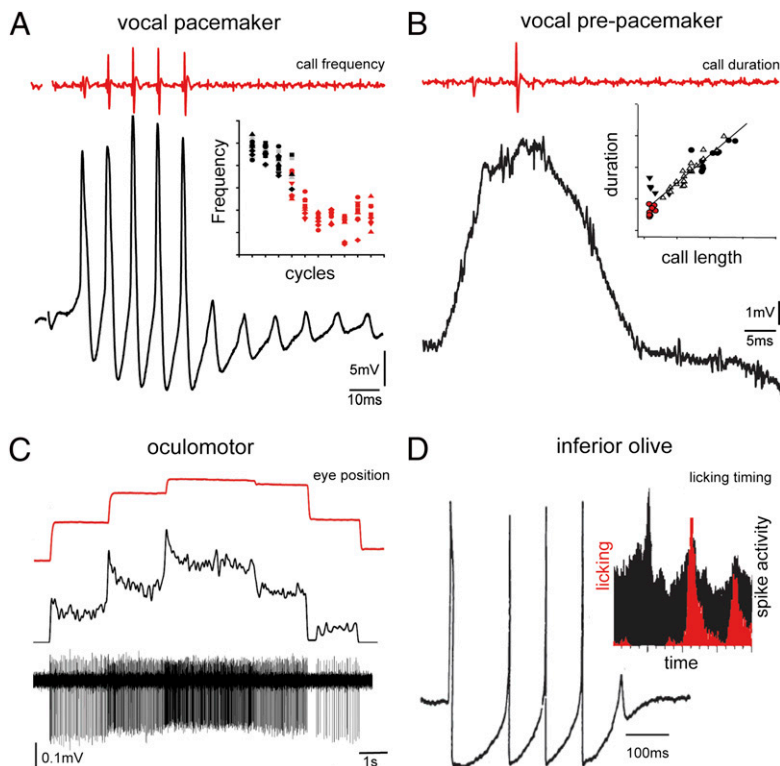 A
vocal pacemaker
call frequency
Frequency
cycles
5mV
10ms
B
vocal pre-pacemaker
call duration
duration
call length
1mV
5ms
C
oculomotor
eye position
0.1mV
1s
D
inferior olive
licking timing
licking
spike activity
time
100ms